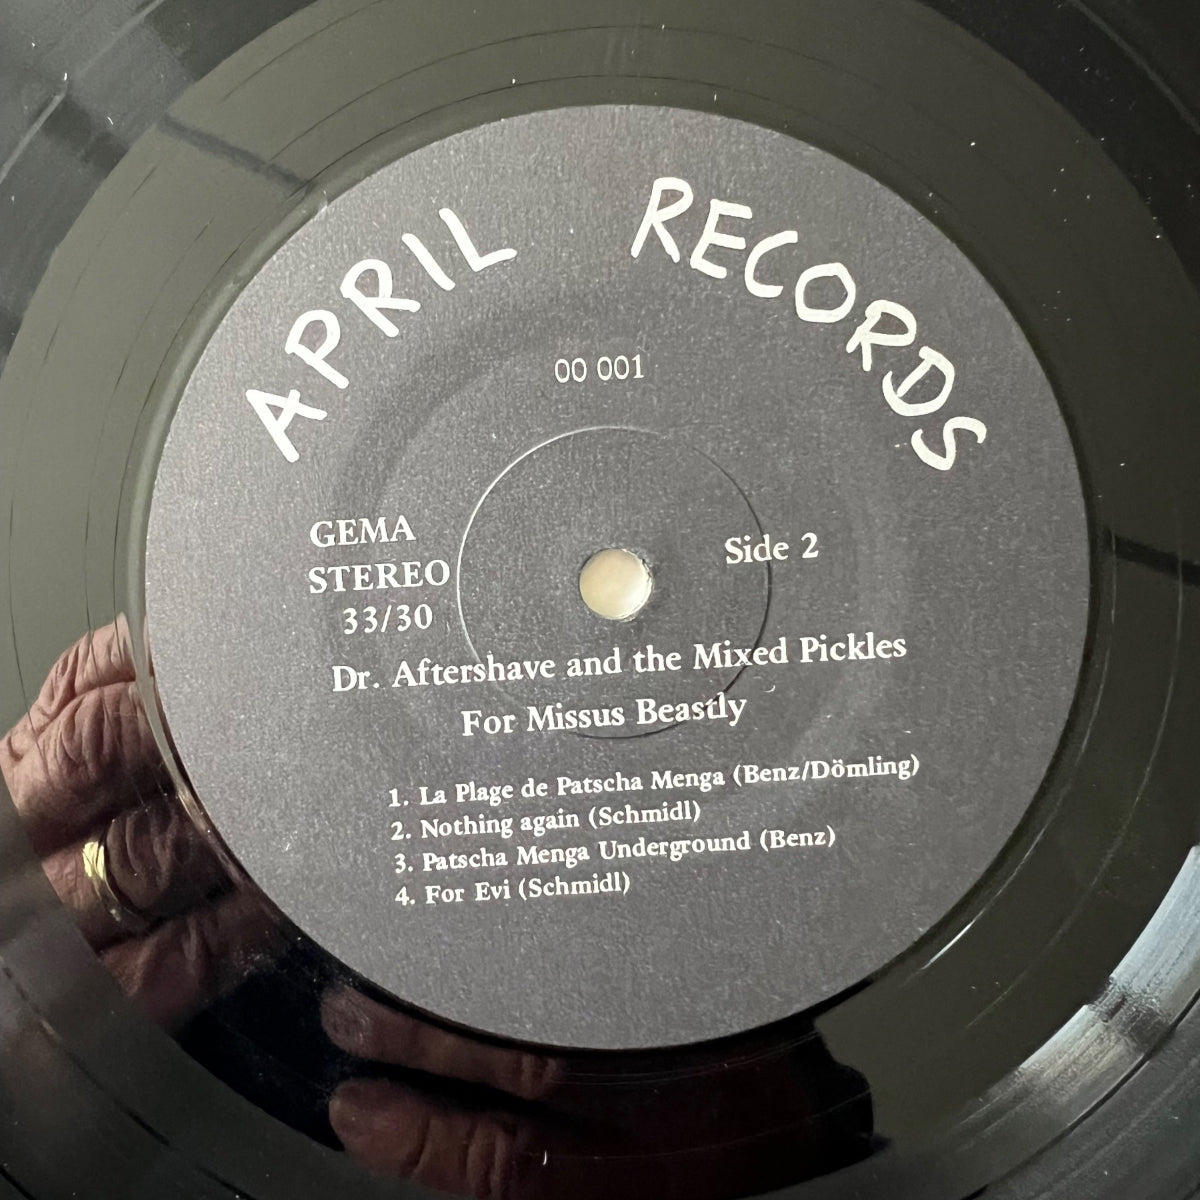 APRIL RECORDS
00 001
GEMA
STEREO
33/30
Side 2
Dr. Aftershave and the Mixed Pickles
For Missus Beastly
1. La Plage de Patscha Menga (Benz/Dömling)
2. Nothing again (Schmidl)
3. Patscha Menga Underground (Benz)
4. For Evi (Schmidl)